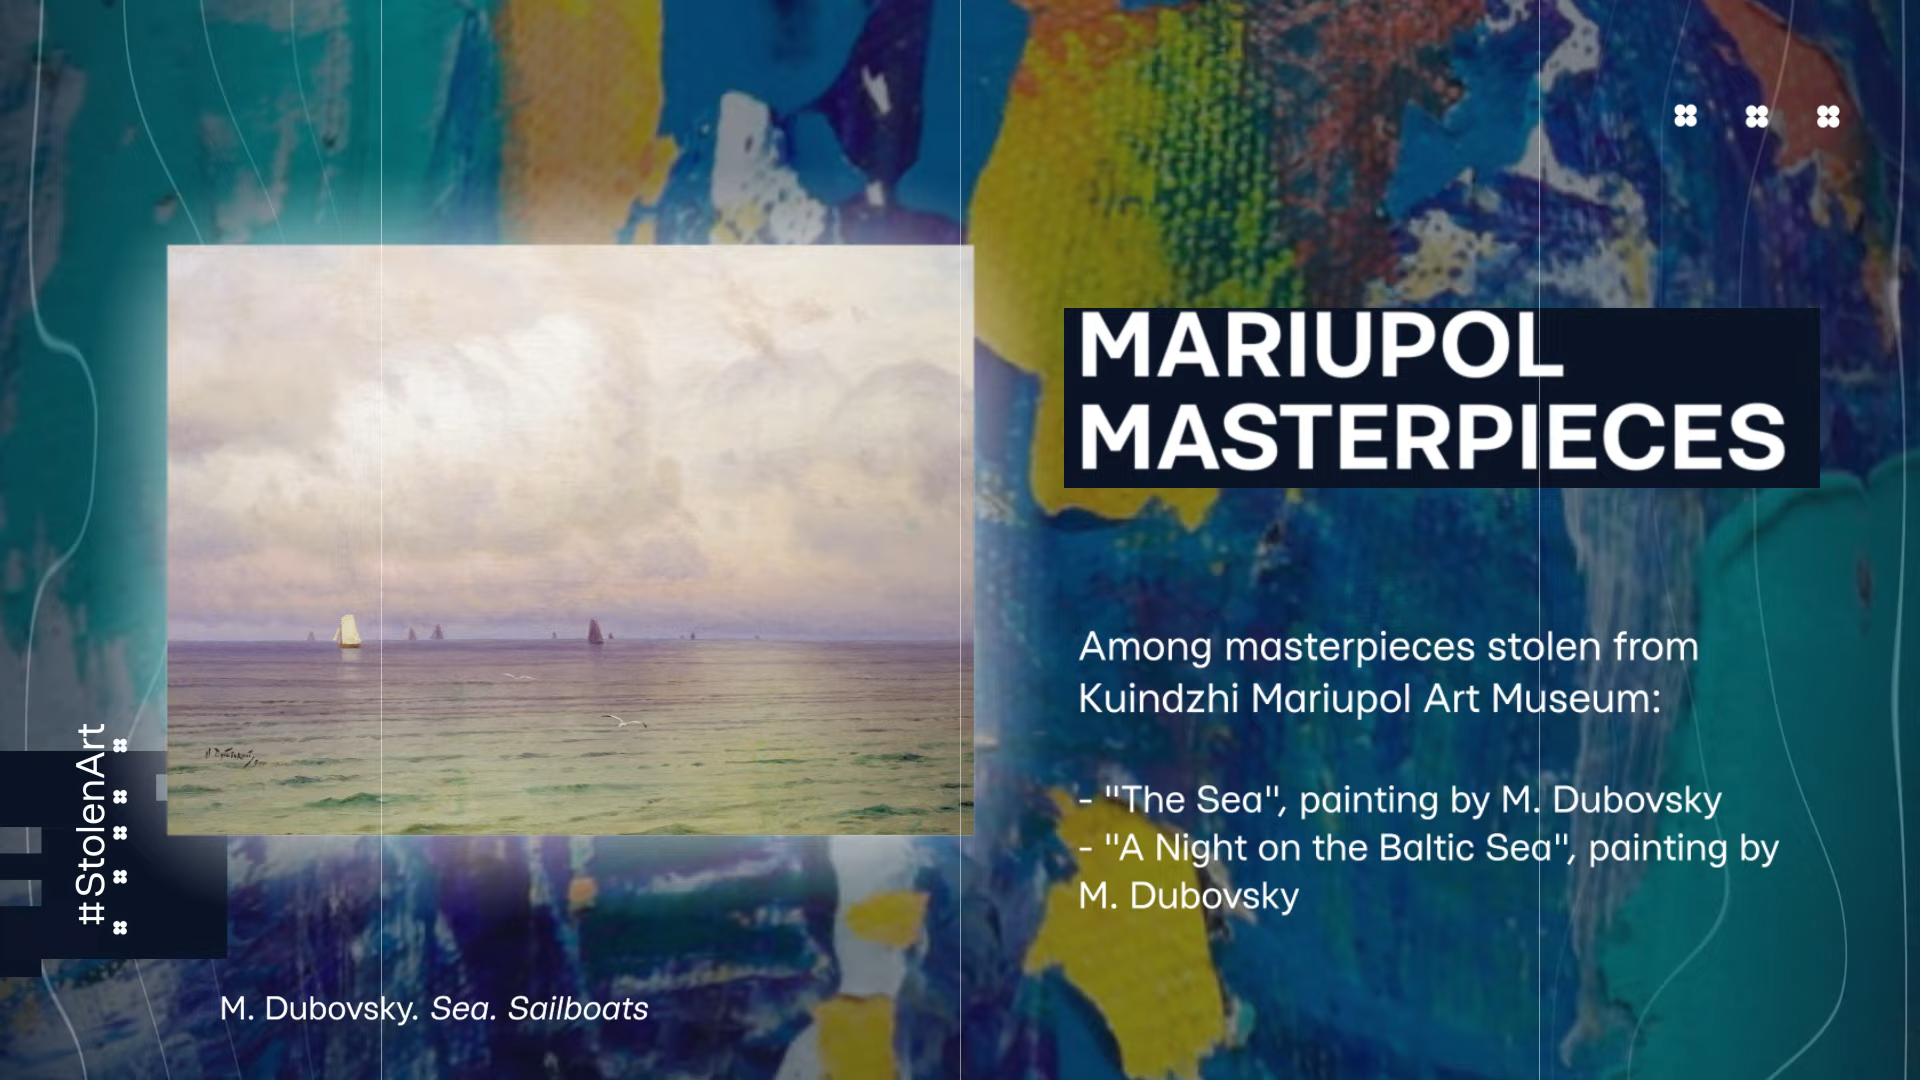 MARIUPOL
MASTERPIECES
Among masterpieces stolen from
Kuindzhi Mariupol Art Museum:
- "The Sea", painting by M. Dubovsky
- "A Night on the Baltic Sea", painting by
M. Dubovsky
#StolenArt
M. Dubovsky. Sea. Sailboats